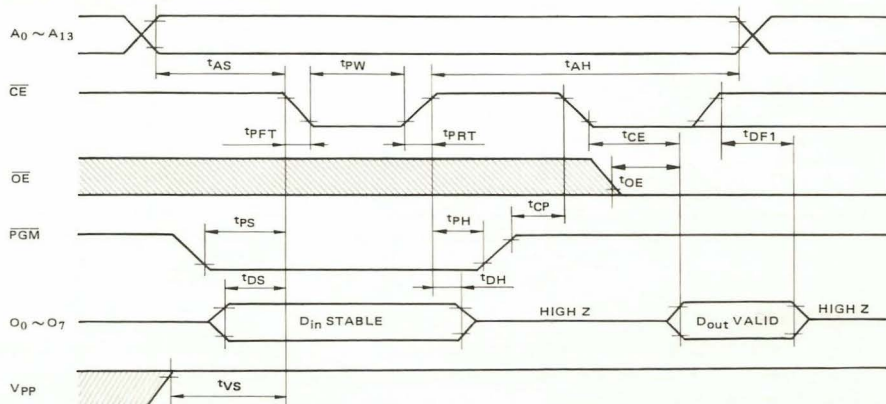 A0 ~ A13
tAS
tPW
tAH
CE
tPFT
tPRT
tCE
tDF1
OE
tOE
tCP
tPS
tPH
PGM
tDS
tDH
O0 ~ O7
Din STABLE
HIGH Z
Dout VALID
HIGH Z
VPP
tVS